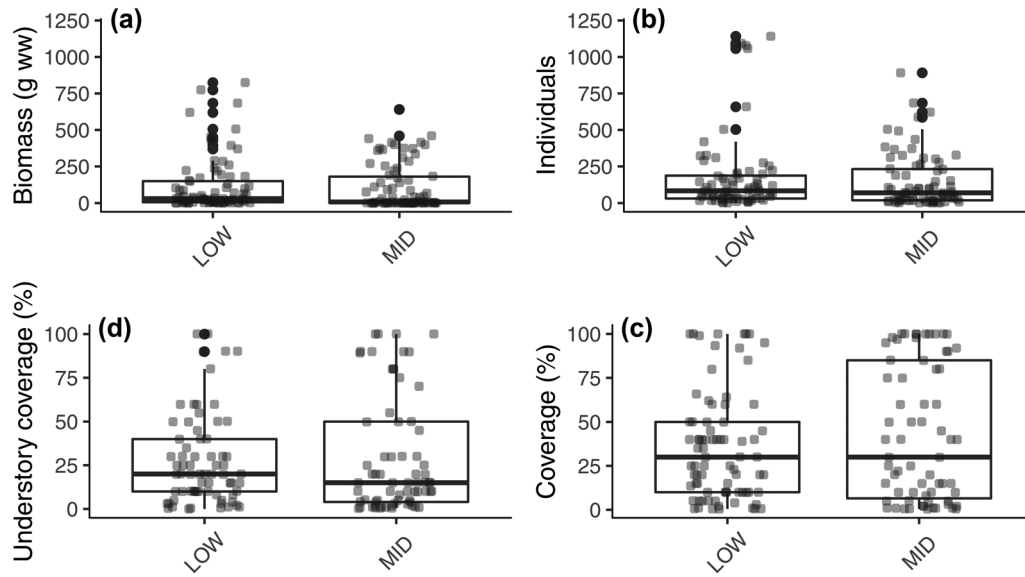 (a)
Biomass (g ww)
1250
1000
750
500
250
0
LOW
MID
(b)
Individuals
1250
1000
750
500
250
0
LOW
MID
(d)
Understory coverage (%)
100
75
50
25
0
LOW
MID
(c)
Coverage (%)
100
75
50
25
0
LOW
MID